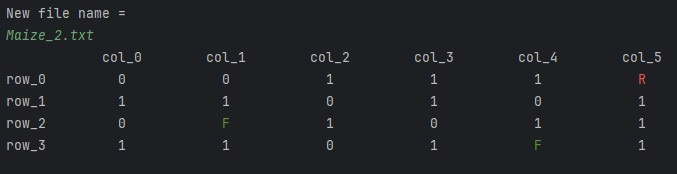 New file name =
Maize_2.txt
col_0 col_1 col_2 col_3 col_4 col_5
row_0 0 0 1 1 1 R
row_1 1 1 0 1 0 1
row_2 0 F 1 0 1 1
row_3 1 1 0 1 F 1